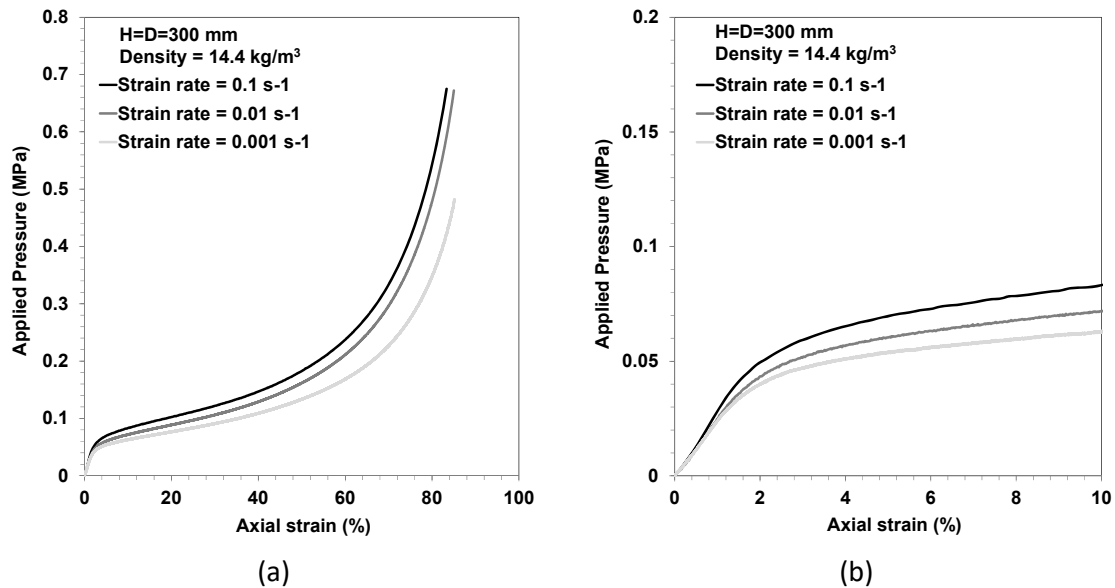 H=D=300 mm
Density = 14.4 kg/m³
Strain rate = 0.1 s-1
Strain rate = 0.01 s-1
Strain rate = 0.001 s-1
Applied Pressure (MPa)
0.8
0.7
0.6
0.5
0.4
0.3
0.2
0.1
0
0 20 40 60 80 100
Axial strain (%)
(a)
H=D=300 mm
Density = 14.4 kg/m³
Strain rate = 0.1 s-1
Strain rate = 0.01 s-1
Strain rate = 0.001 s-1
Applied Pressure (MPa)
0.2
0.15
0.1
0.05
0
0 2 4 6 8 10
Axial strain (%)
(b)